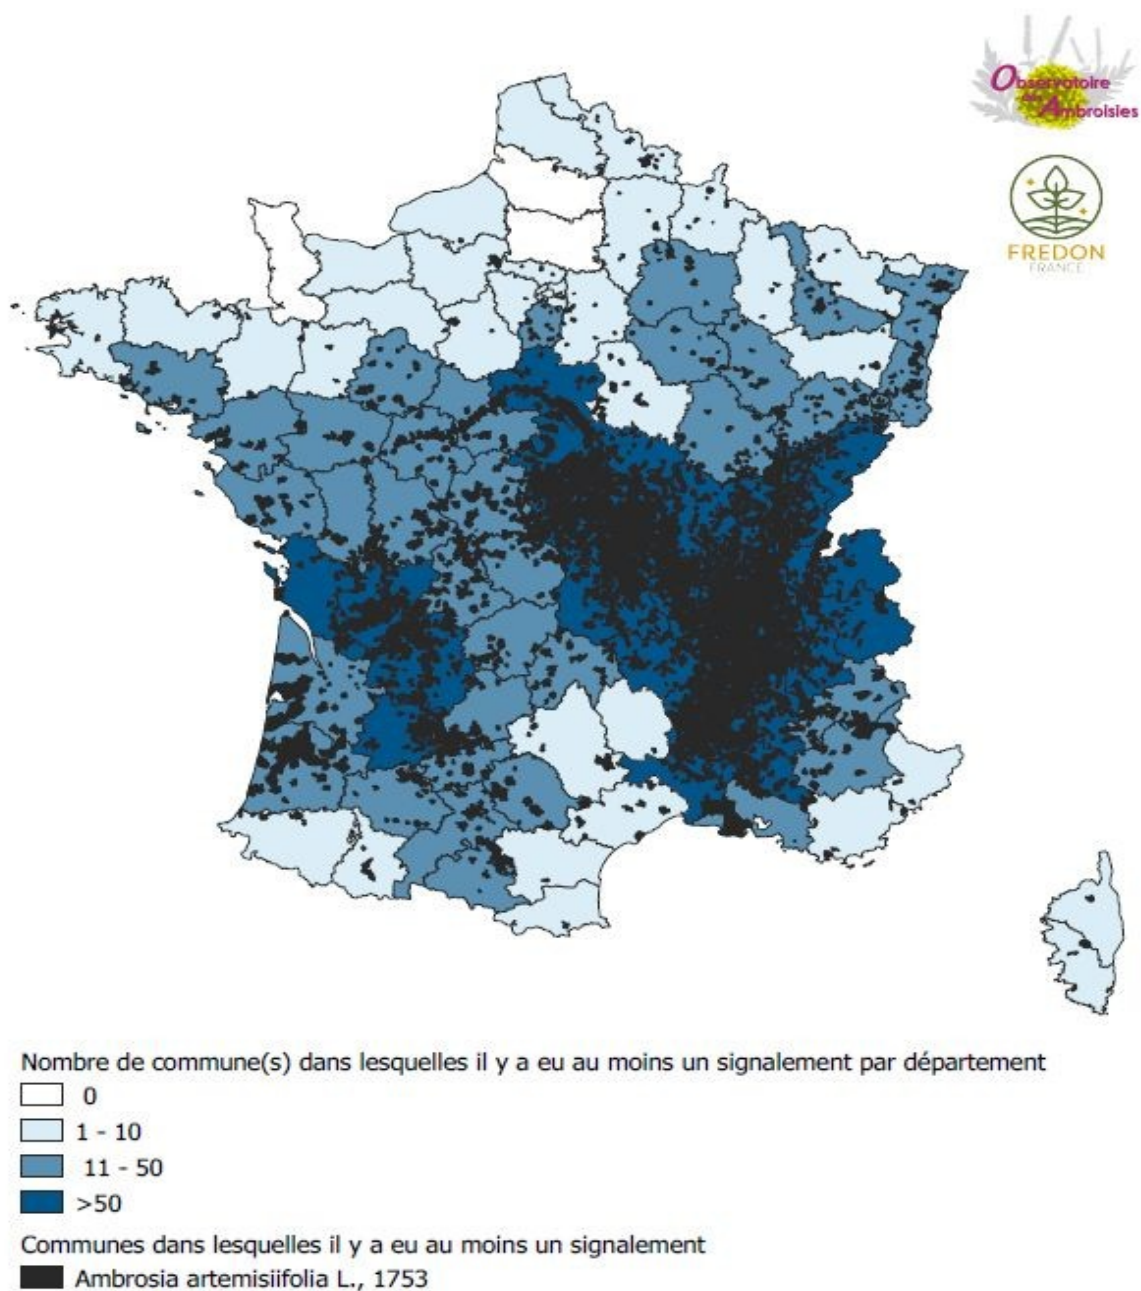 Observatoire
des
Ambroisies
FREDON
FRANCE
Nombre de commune(s) dans lesquelles il y a eu au moins un signalement par département
0
1 - 10
11 - 50
>50
Communes dans lesquelles il y a eu au moins un signalement
Ambrosia artemisiifolia L., 1753